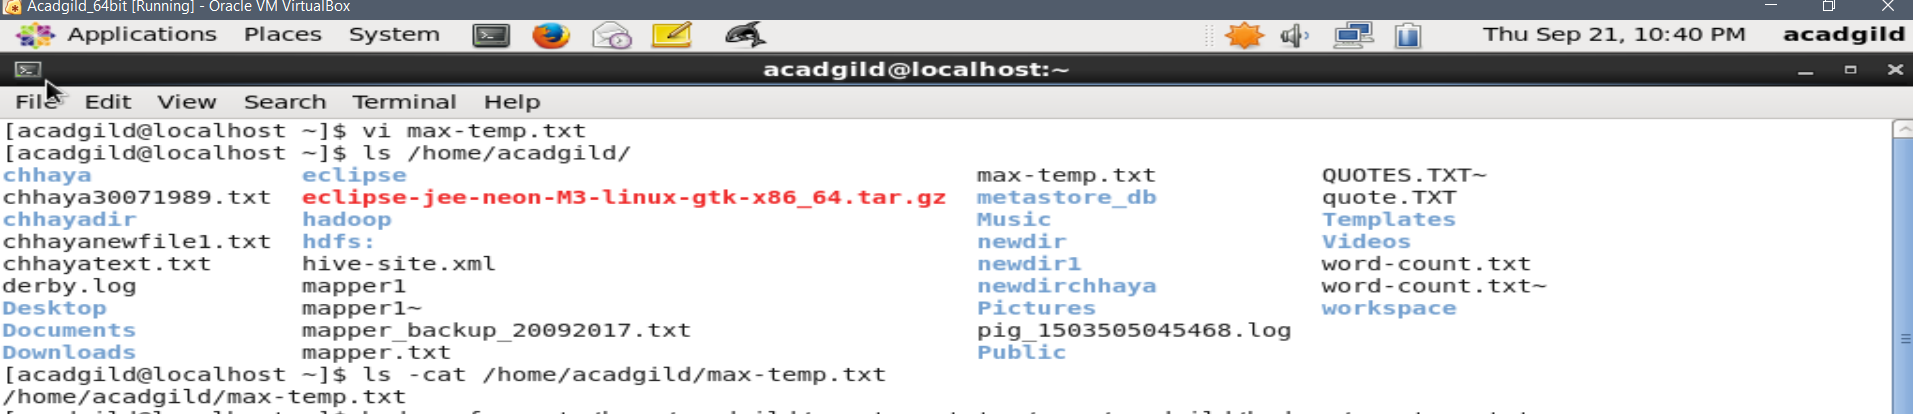 Acadgild_64bit [Running] - Oracle VM VirtualBox
Applications Places System Thu Sep 21, 10:40 PM acadgild
acadgild@localhost:~
File Edit View Search Terminal Help
[acadgild@localhost ~]$ vi max-temp.txt
[acadgild@localhost ~]$ ls /home/acadgild/
chhaya eclipse max-temp.txt QUOTES.TXT~
chhaya30071989.txt eclipse-jee-neon-M3-linux-gtk-x86_64.tar.gz metastore_db quote.TXT
chhayadir hadoop Music Templates
chhayanewfile1.txt hdfs: newdir Videos
chhayatext.txt hive-site.xml newdir1 word-count.txt
derby.log mapper1 newdirchhaya word-count.txt~
Desktop mapper1~ Pictures workspace
Documents mapper_backup_20092017.txt pig_1503505045468.log
Downloads mapper.txt Public
[acadgild@localhost ~]$ ls -cat /home/acadgild/max-temp.txt
/home/acadgild/max-temp.txt